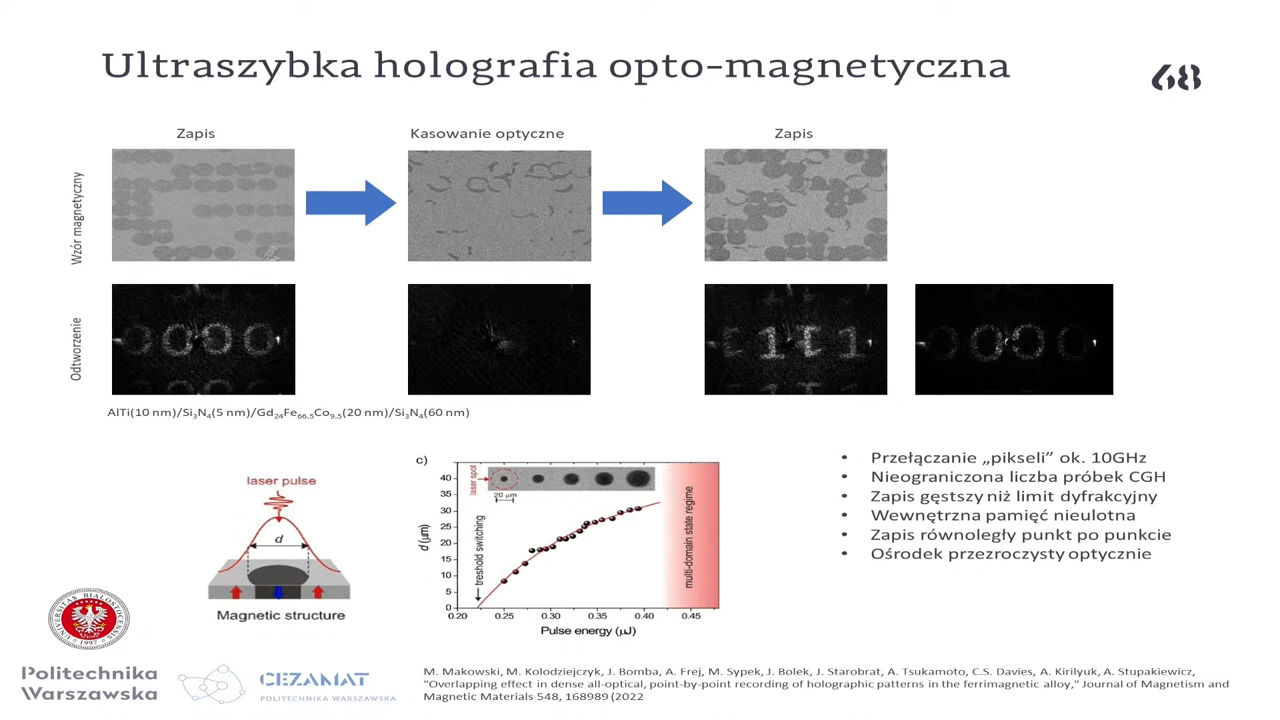 Ultraszybka holografia opto-magnetyczna
68
Zapis
Kasowanie optyczne
Zapis
Wzór magnetyczny
Odtworzenie
AlTi(10 nm)/Si₃N₄(5 nm)/Gd₂₄Fe₆₆.₅Co₉.₅(20 nm)/Si₃N₄(60 nm)
laser pulse
d
Magnetic structure
c)
laser spot
20 μm
d (μm)
40
35
30
25
20
15
10
5
0
treshold switching
multi-domain state regime
0.20 0.25 0.30 0.35 0.40 0.45
Pulse energy (μJ)
• Przełączanie „pikseli” ok. 10GHz
• Nieograniczona liczba próbek CGH
• Zapis gęstszy niż limit dyfrakcyjny
• Wewnętrzna pamięć nieulotna
• Zapis równoległy punkt po punkcie
• Ośrodek przezroczysty optycznie
UNIVERSITAS BIALOSTOCENSIS
1997
Politechnika
Warszawska
CEZAMAT
POLITECHNIKA WARSZAWSKA
M. Makowski, M. Kolodziejczyk, J. Bomba, A. Frej, M. Sypek, J. Bolek, J. Starobrat, A. Tsukamoto, C.S. Davies, A. Kirilyuk, A. Stupakiewicz,
"Overlapping effect in dense all-optical, point-by-point recording of holographic patterns in the ferrimagnetic alloy," Journal of Magnetism and
Magnetic Materials 548, 168989 (2022